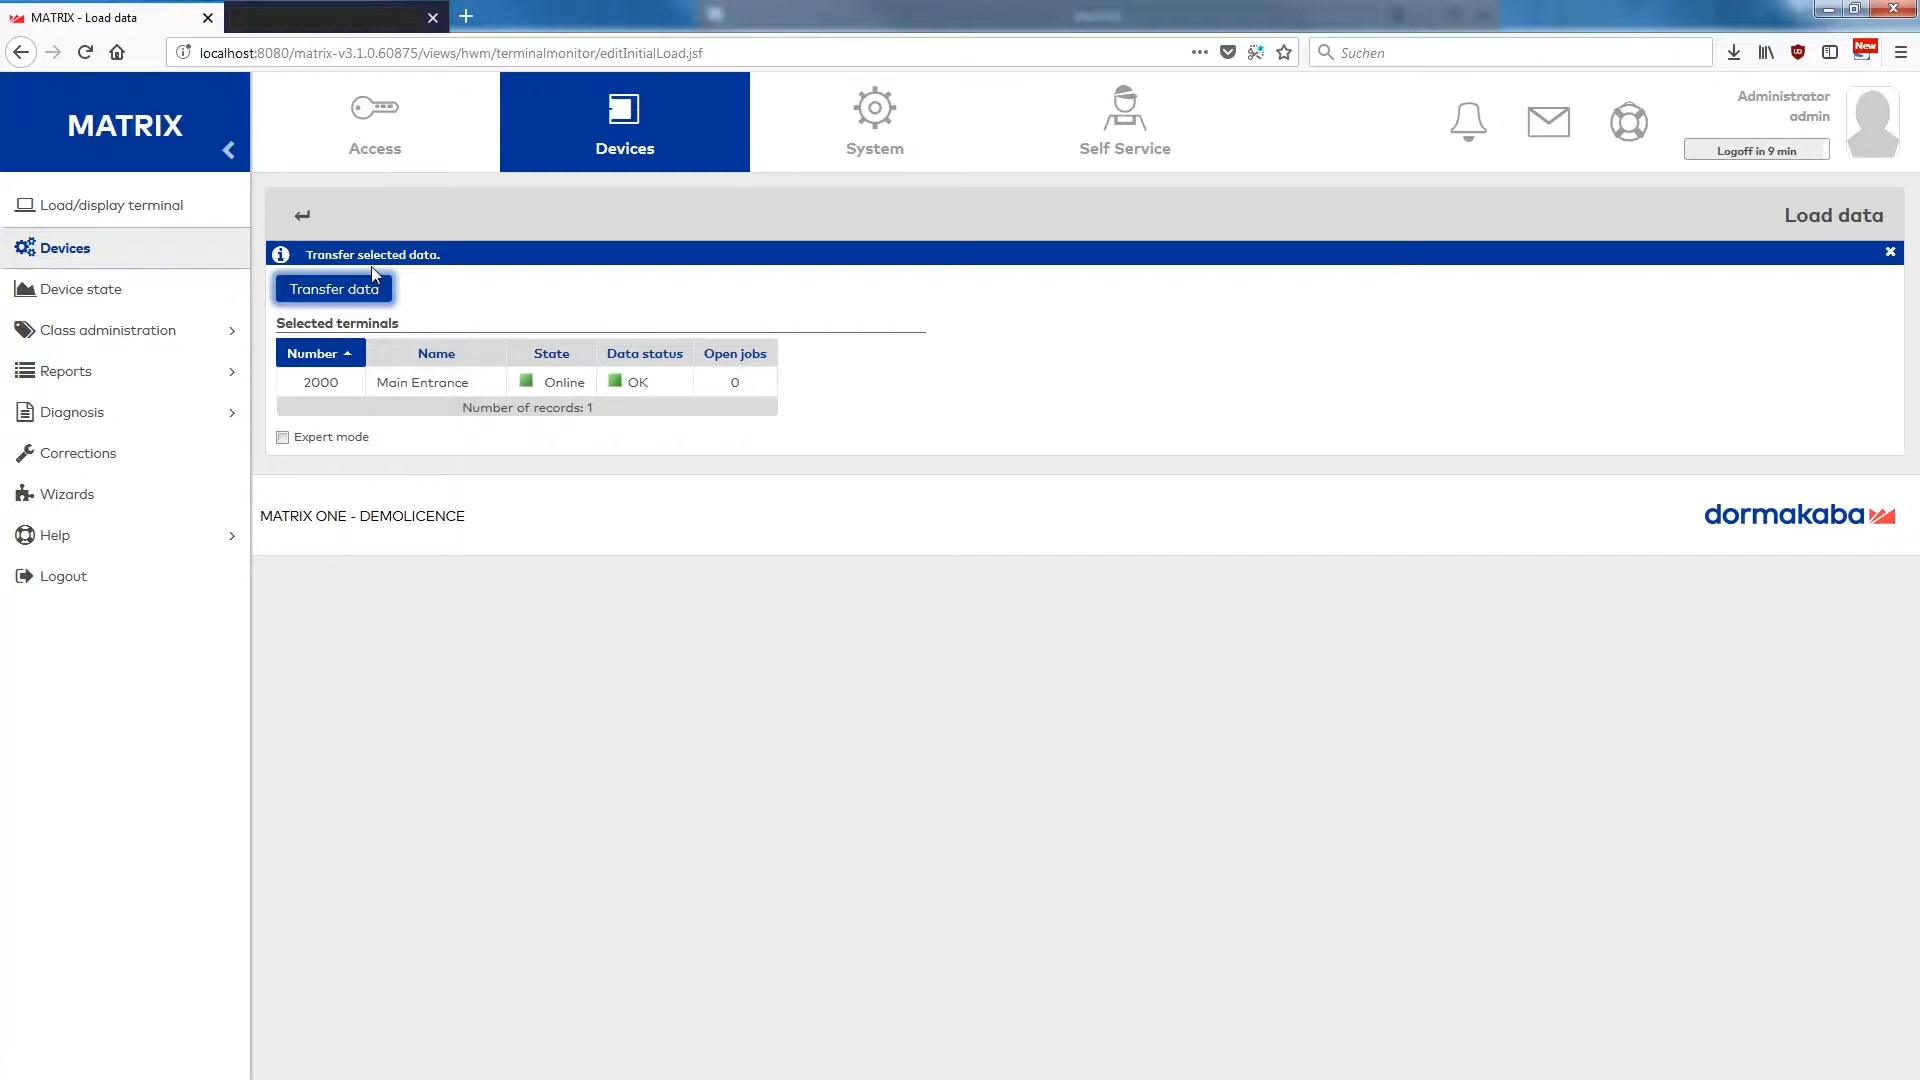 MATRIX - Load data
localhost:8080/matrix-v3.1.0.60875/views/hwm/terminalmonitor/editInitialLoad.jsf
Suchen
New
MATRIX
Access
Devices
System
Self Service
Administrator
admin
Logoff in 9 min
Load/display terminal
Devices
Device state
Class administration
Reports
Diagnosis
Corrections
Wizards
Help
Logout
Load data
Transfer selected data.
Transfer data
Selected terminals
Number Name State Data status Open jobs
2000 Main Entrance Online OK 0
Number of records: 1
Expert mode
MATRIX ONE - DEMOLICENCE
dormakaba